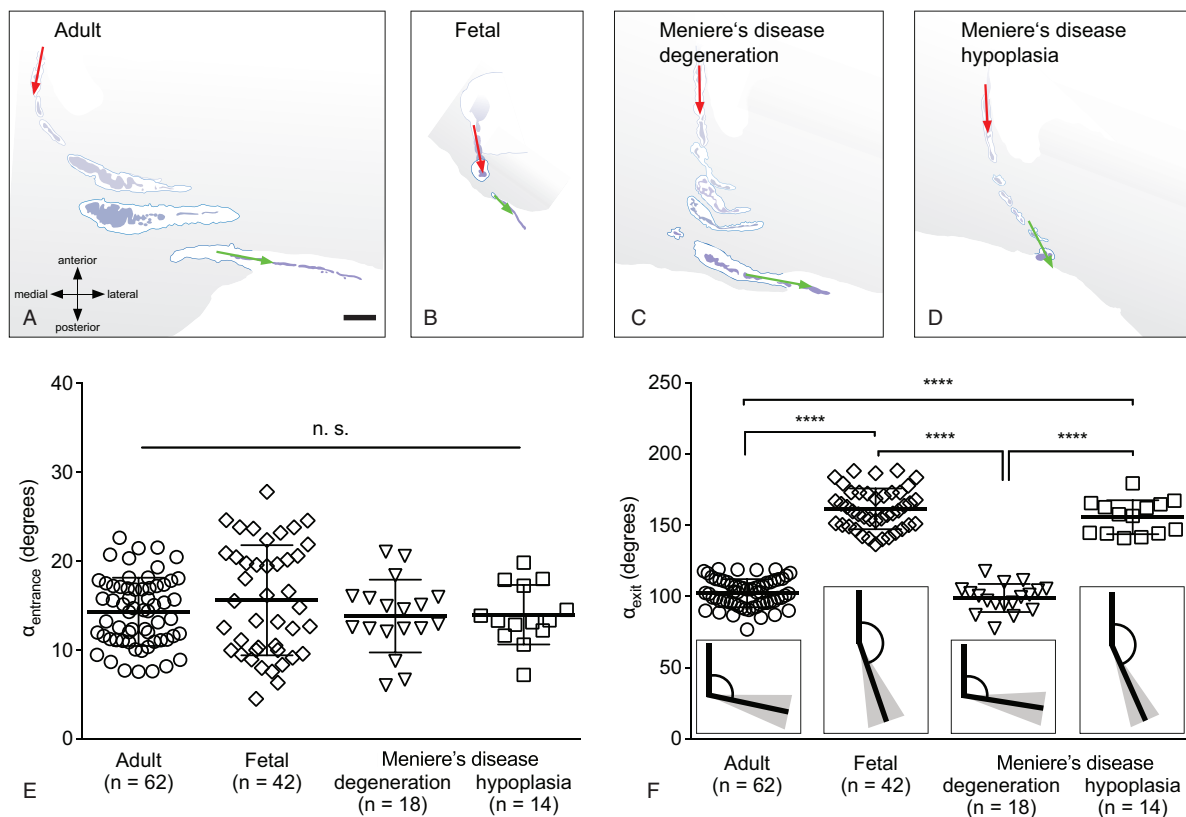 Adult
anterior
medial
lateral
posterior
A
Fetal
B
Meniere‘s disease
degeneration
C
Meniere‘s disease
hypoplasia
D
40
30
20
10
0
αentrance (degrees)
n. s.
Adult
(n = 62)
Fetal
(n = 42)
Meniere's disease
degeneration
(n = 18)
hypoplasia
(n = 14)
E
250
200
150
100
50
0
αexit (degrees)
****
****
****
****
Adult
(n = 62)
Fetal
(n = 42)
Meniere's disease
degeneration
(n = 18)
hypoplasia
(n = 14)
F